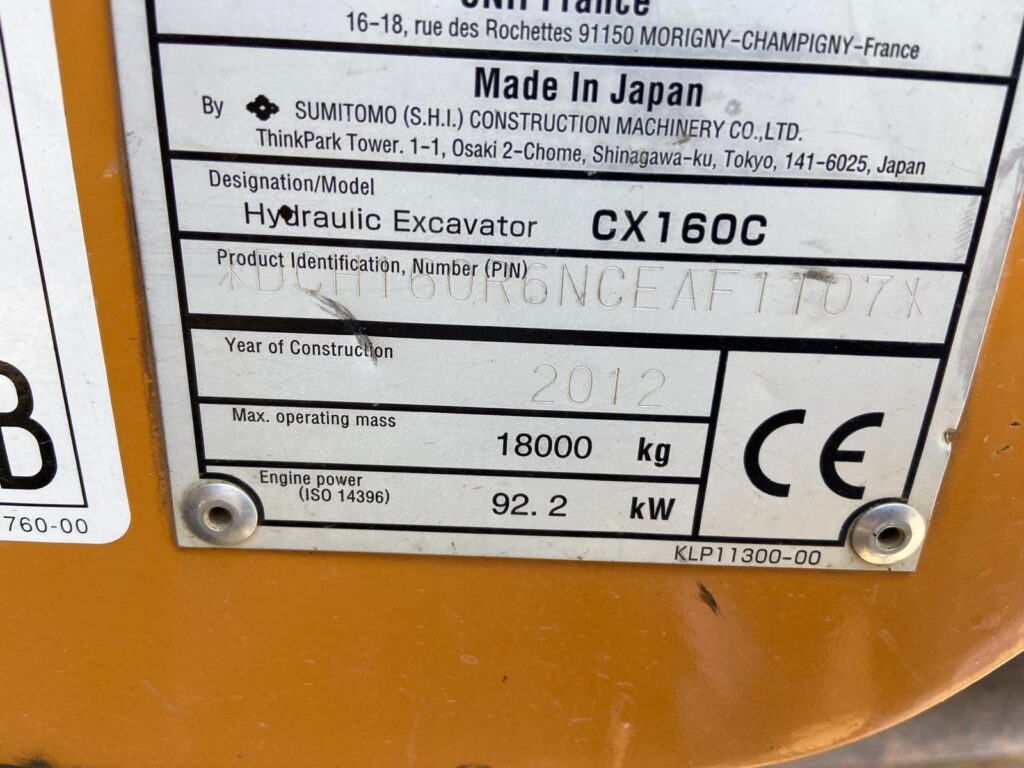 CNH France
16-18, rue des Rochettes 91150 MORIGNY-CHAMPIGNY-France
Made In Japan
By SUMITOMO (S.H.I.) CONSTRUCTION MACHINERY CO.,LTD.
ThinkPark Tower. 1-1, Osaki 2-Chome, Shinagawa-ku, Tokyo, 141-6025, Japan
Designation/Model
Hydraulic Excavator CX160C
Product Identification, Number (PIN)
*DCH160R6NCEAF1107*
Year of Construction
2012
Max. operating mass
18000 kg
Engine power
(ISO 14396)
92.2 kW
CE
KLP11300-00
B
760-00